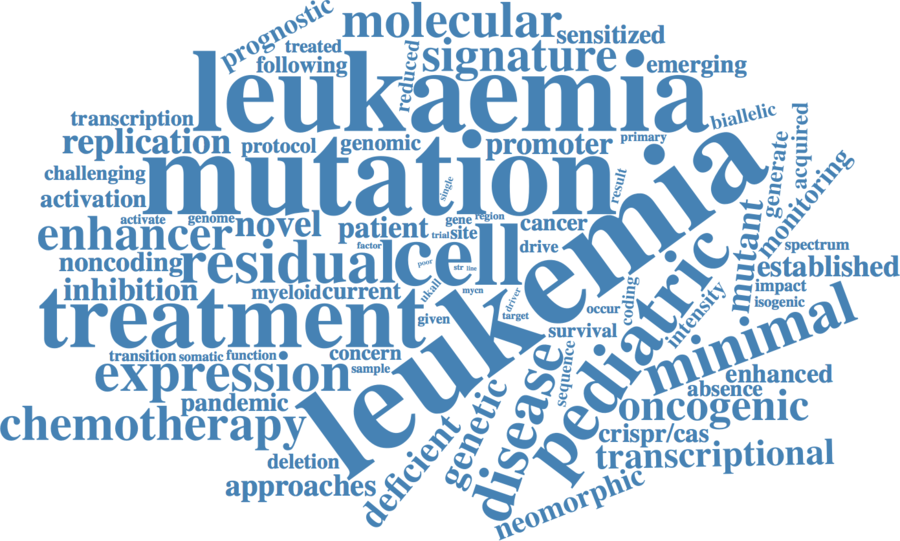 prognostic
molecular
treated
sensitized
following
reduced
signature
emerging
leukaemia
transcription
biallelic
replication
protocol
genomic
promoter
primary
acquired
generate
monitoring
challenging
mutation
activation
single
result
activate
genome
novel
patient
gene
region
trial
site
cancer
enhancer
factor
cell
drive
leukemia
mutant
spectrum
noncoding
residual
poor
str
line
established
inhibition
myeloid
current
ukall
mycn
driver
target
occur
coding
pediatric
intensity
impact
isogenic
treatment
given
survival
minimal
transition
somatic
function
concern
sample
sequence
expression
disease
enhanced
absence
pandemic
genetic
oncogenic
chemotherapy
deficient
crispr/cas
deletion
transcriptional
approaches
neomorphic